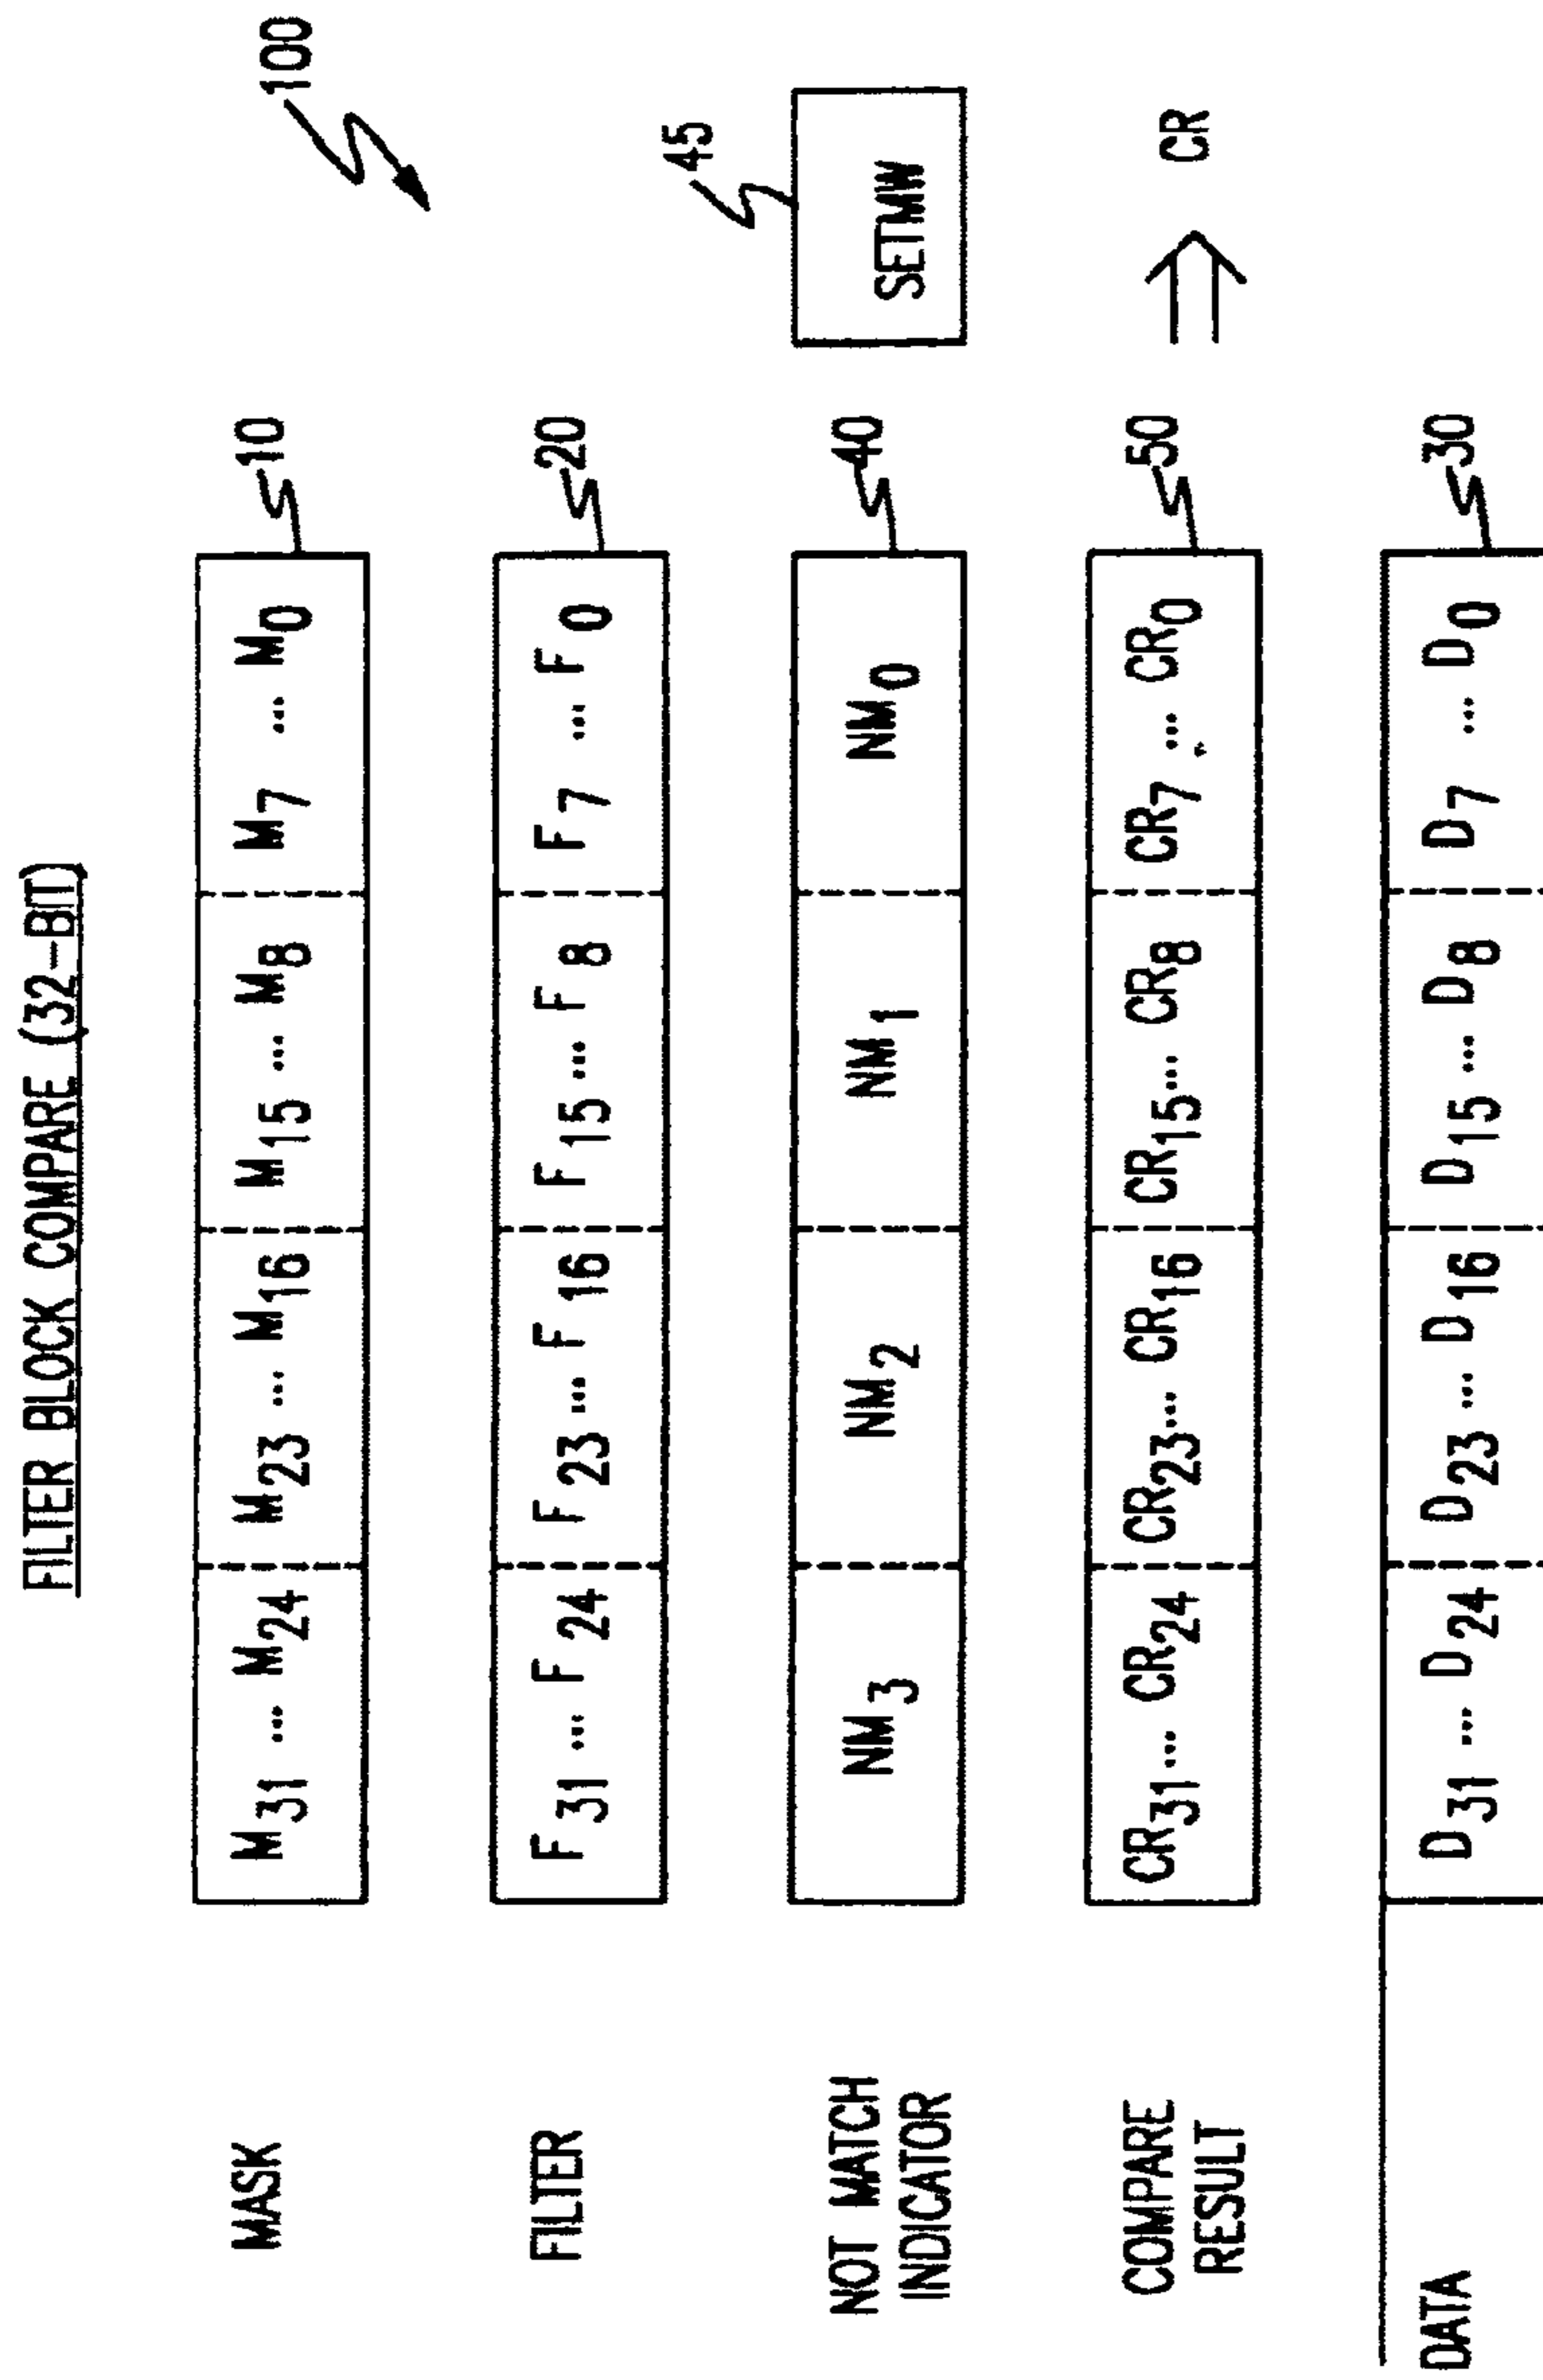 FILTER BLOCK COMPARE (32-BIT)
100
MASK
M31 ... M24
M23 ... M16
M15 ... M8
M7 ... M0
10
FILTER
F31 ... F24
F23 ... F16
F15 ... F8
F7 ... F0
20
45
NOT MATCH
INDICATOR
NM3
NM2
NM1
NM0
40
SETMW
COMPARE
RESULT
CR31... CR24
CR23... CR16
CR15... CR8
CR7 ... CR0
50
CR
DATA
D31 ... D24
D23 ... D16
D15 ... D8
D7 ... D0
30